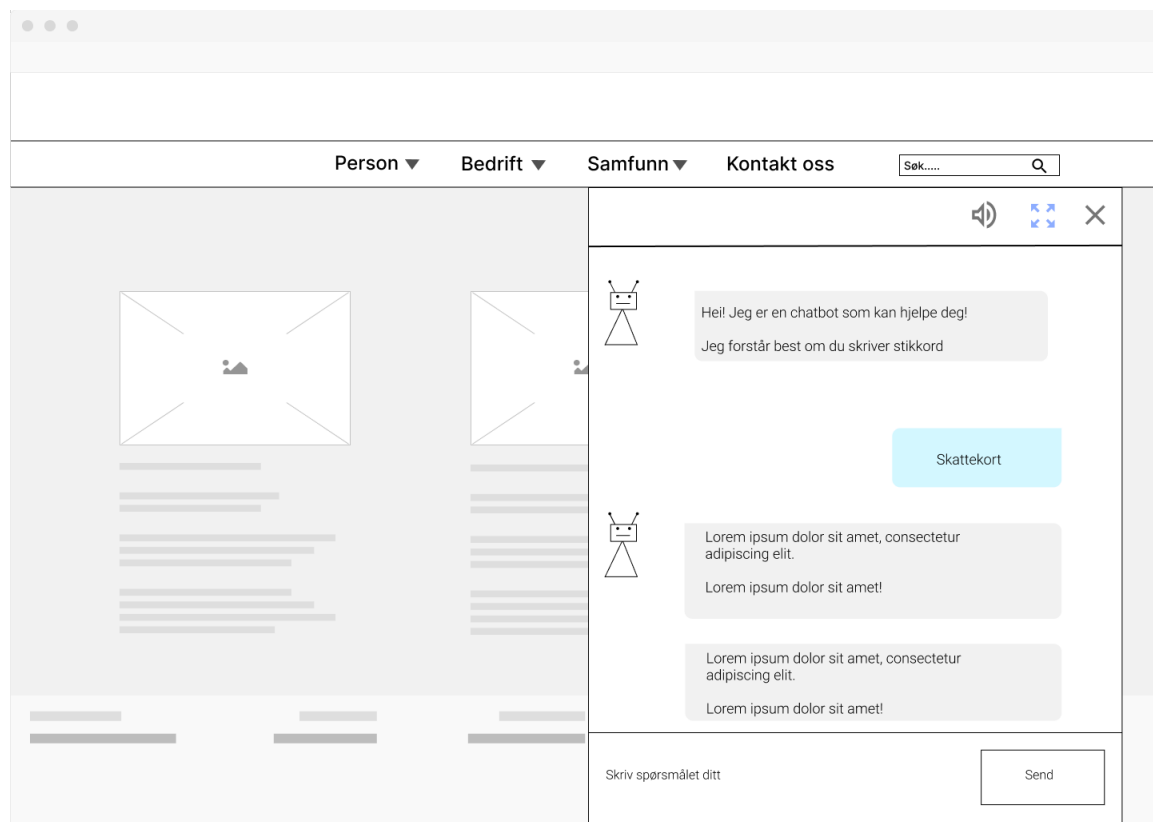 Person
Bedrift
Samfunn
Kontakt oss
Søk.....
Hei! Jeg er en chatbot som kan hjelpe deg!
Jeg forstår best om du skriver stikkord
Skattekort
Lorem ipsum dolor sit amet, consectetur
adipiscing elit.
Lorem ipsum dolor sit amet!
Lorem ipsum dolor sit amet, consectetur
adipiscing elit.
Lorem ipsum dolor sit amet!
Skriv spørsmålet ditt
Send